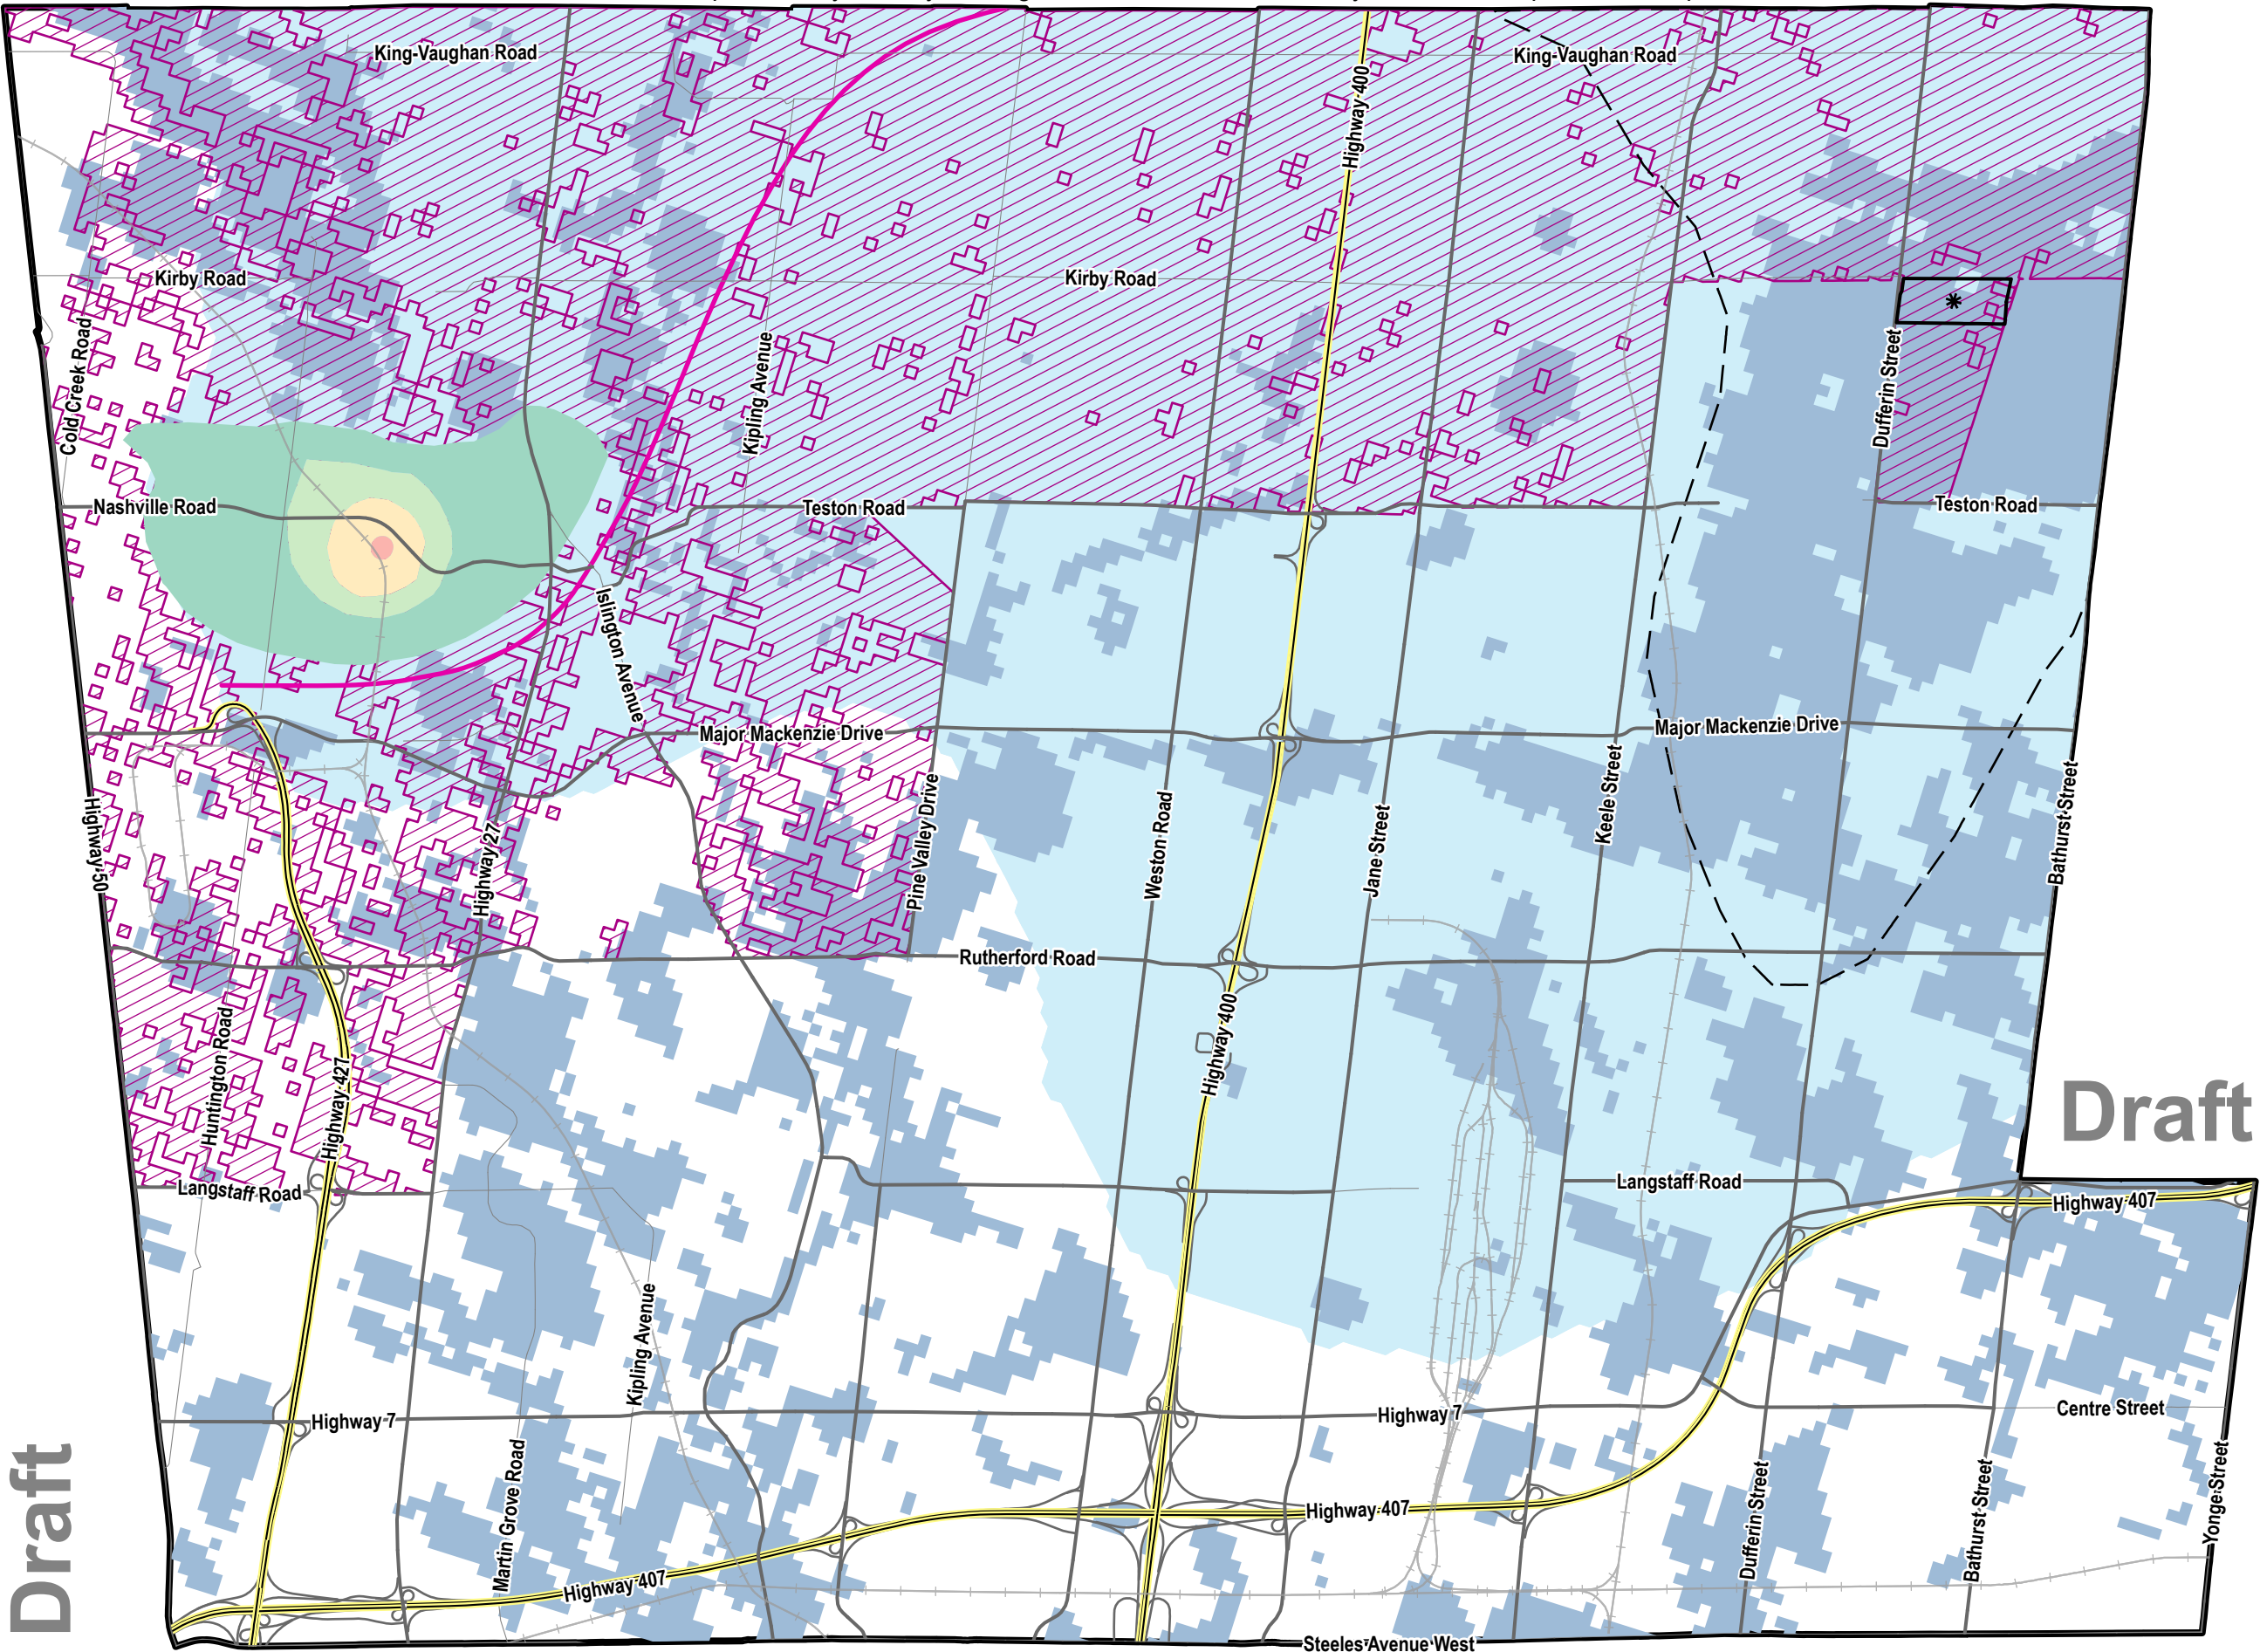 King-Vaughan Road
King-Vaughan Road
Highway 400
Kirby Road
Kirby Road
Cold Creek Road
Kipling Avenue
Dufferin Street
Nashville Road
Teston Road
Teston Road
Islington Avenue
Major Mackenzie Drive
Major Mackenzie Drive
Highway 50
Highway 27
Pine Valley Drive
Weston Road
Jane Street
Keele Street
Bathurst Street
Rutherford Road
Highway 400
Huntington Road
Highway 427
Draft
Langstaff Road
Langstaff Road
Highway 407
Kipling Avenue
Highway 7
Highway 7
Centre Street
Draft
Martin Grove Road
Highway 407
Highway 407
Dufferin Street
Bathurst Street
Yonge Street
Steeles Avenue West